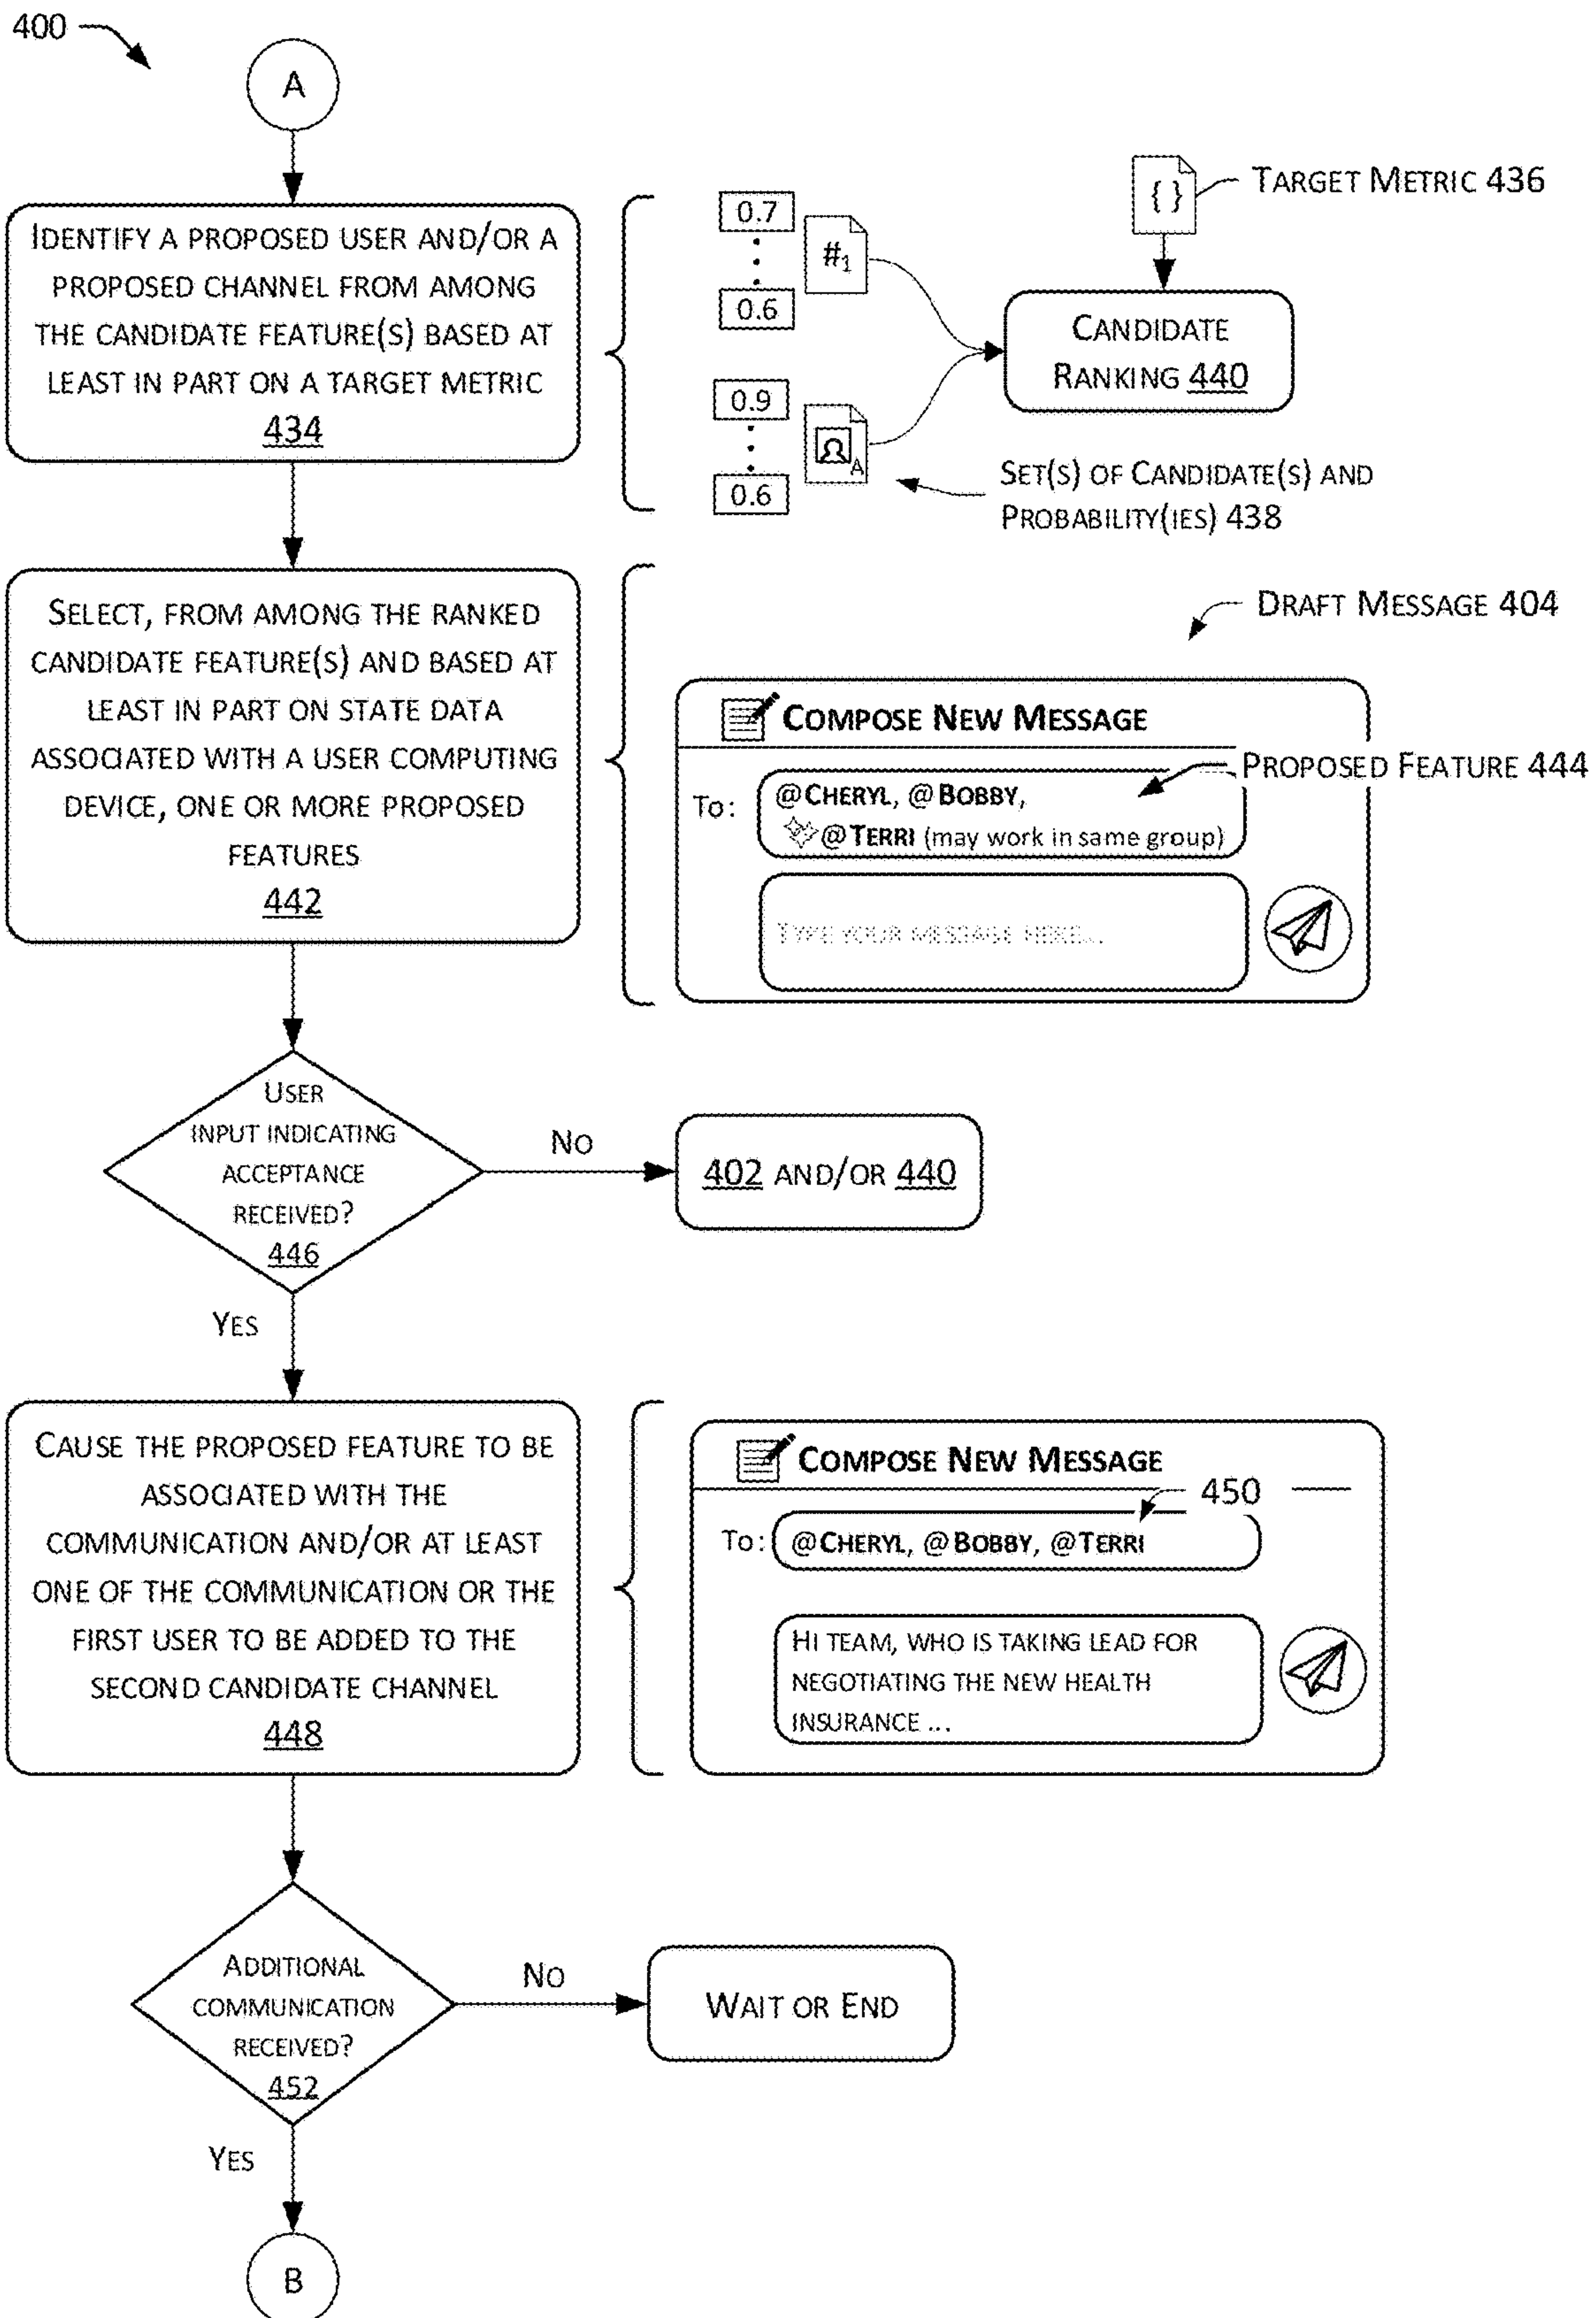 400
A
IDENTIFY A PROPOSED USER AND/OR A
PROPOSED CHANNEL FROM AMONG
THE CANDIDATE FEATURE(S) BASED AT
LEAST IN PART ON A TARGET METRIC
434
0.7
#1
0.6
0.9
A
0.6
TARGET METRIC 436
{ }
CANDIDATE
RANKING 440
SET(S) OF CANDIDATE(S) AND
PROBABILITY(IES) 438
SELECT, FROM AMONG THE RANKED
CANDIDATE FEATURE(S) AND BASED AT
LEAST IN PART ON STATE DATA
ASSOCIATED WITH A USER COMPUTING
DEVICE, ONE OR MORE PROPOSED
FEATURES
442
DRAFT MESSAGE 404
COMPOSE NEW MESSAGE
PROPOSED FEATURE 444
To:
@CHERYL, @BOBBY,
@TERRI (may work in same group)
TYPE YOUR MESSAGE HERE...
USER
INPUT INDICATING
ACCEPTANCE
RECEIVED?
446
NO
402 AND/OR 440
YES
CAUSE THE PROPOSED FEATURE TO BE
ASSOCIATED WITH THE
COMMUNICATION AND/OR AT LEAST
ONE OF THE COMMUNICATION OR THE
FIRST USER TO BE ADDED TO THE
SECOND CANDIDATE CHANNEL
448
COMPOSE NEW MESSAGE
450
To:
@CHERYL, @BOBBY, @TERRI
HI TEAM, WHO IS TAKING LEAD FOR
NEGOTIATING THE NEW HEALTH
INSURANCE ...
ADDITIONAL
COMMUNICATION
RECEIVED?
452
NO
WAIT OR END
YES
B